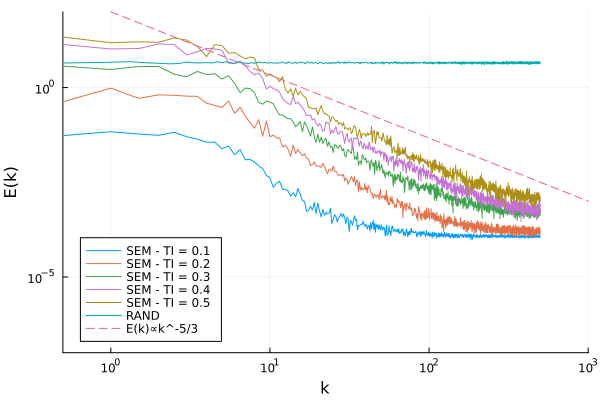 E(k)
10^0
10^-5
SEM - TI = 0.1
SEM - TI = 0.2
SEM - TI = 0.3
SEM - TI = 0.4
SEM - TI = 0.5
RAND
E(k)∝k^-5/3
10^0 10^1 10^2 10^3
k